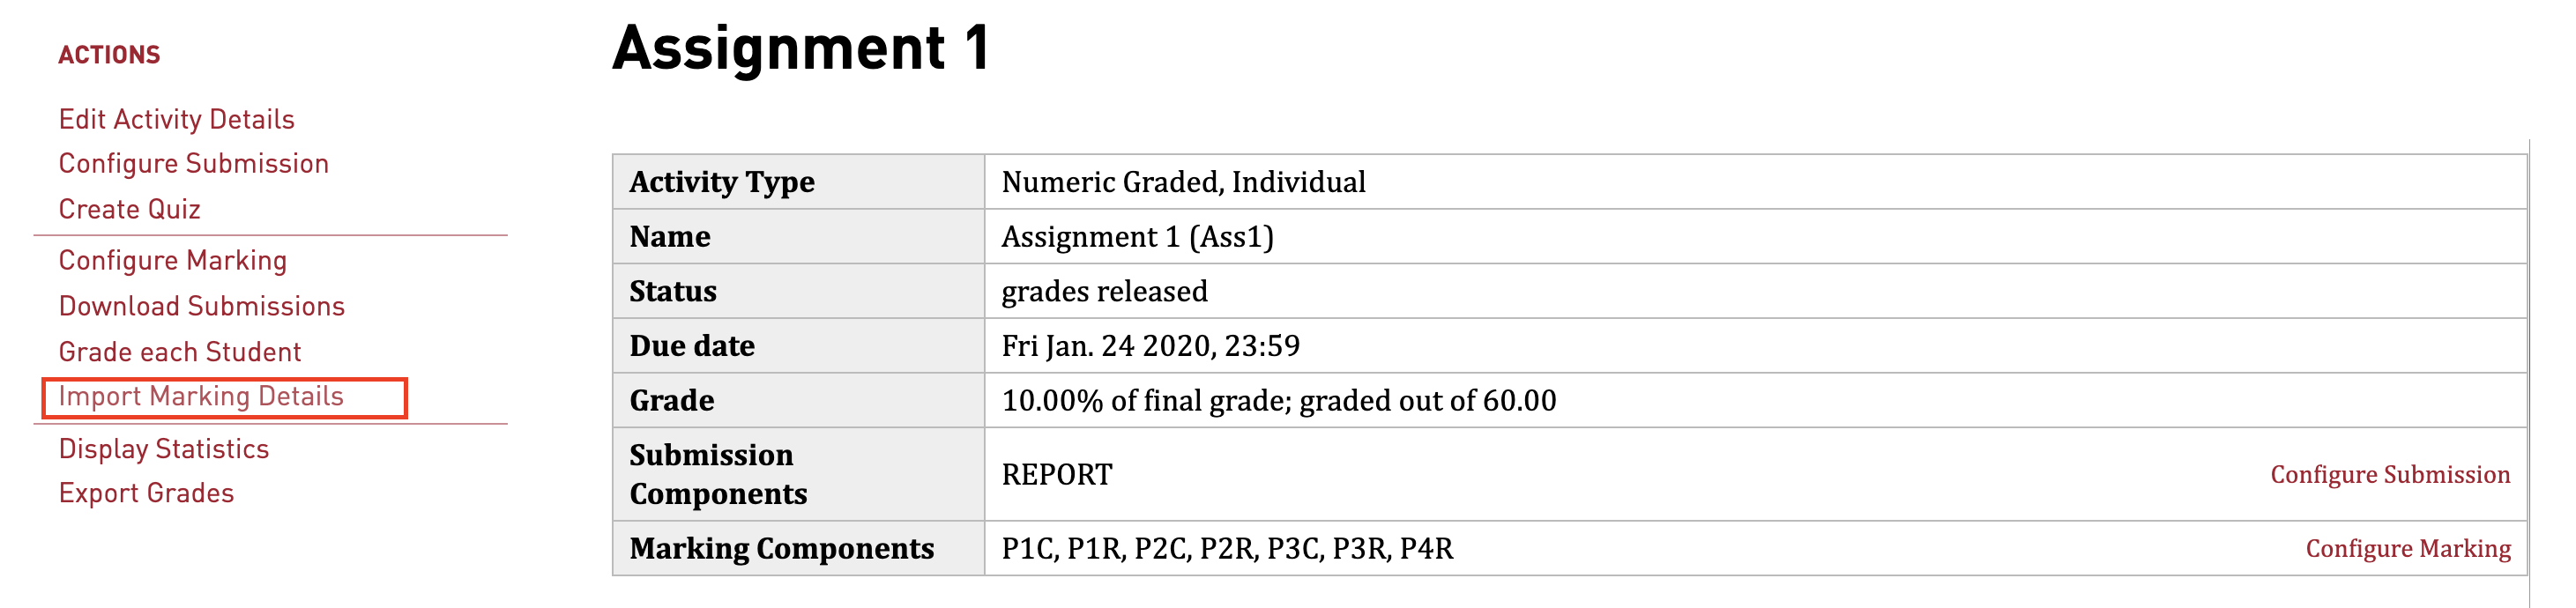 ACTIONS
Edit Activity Details
Configure Submission
Create Quiz
Configure Marking
Download Submissions
Grade each Student
Import Marking Details
Display Statistics
Export Grades
Assignment 1
Activity Type Numeric Graded, Individual
Name Assignment 1 (Ass1)
Status grades released
Due date Fri Jan. 24 2020, 23:59
Grade 10.00% of final grade; graded out of 60.00
Submission
Components REPORT Configure Submission
Marking Components P1C, P1R, P2C, P2R, P3C, P3R, P4R Configure Marking